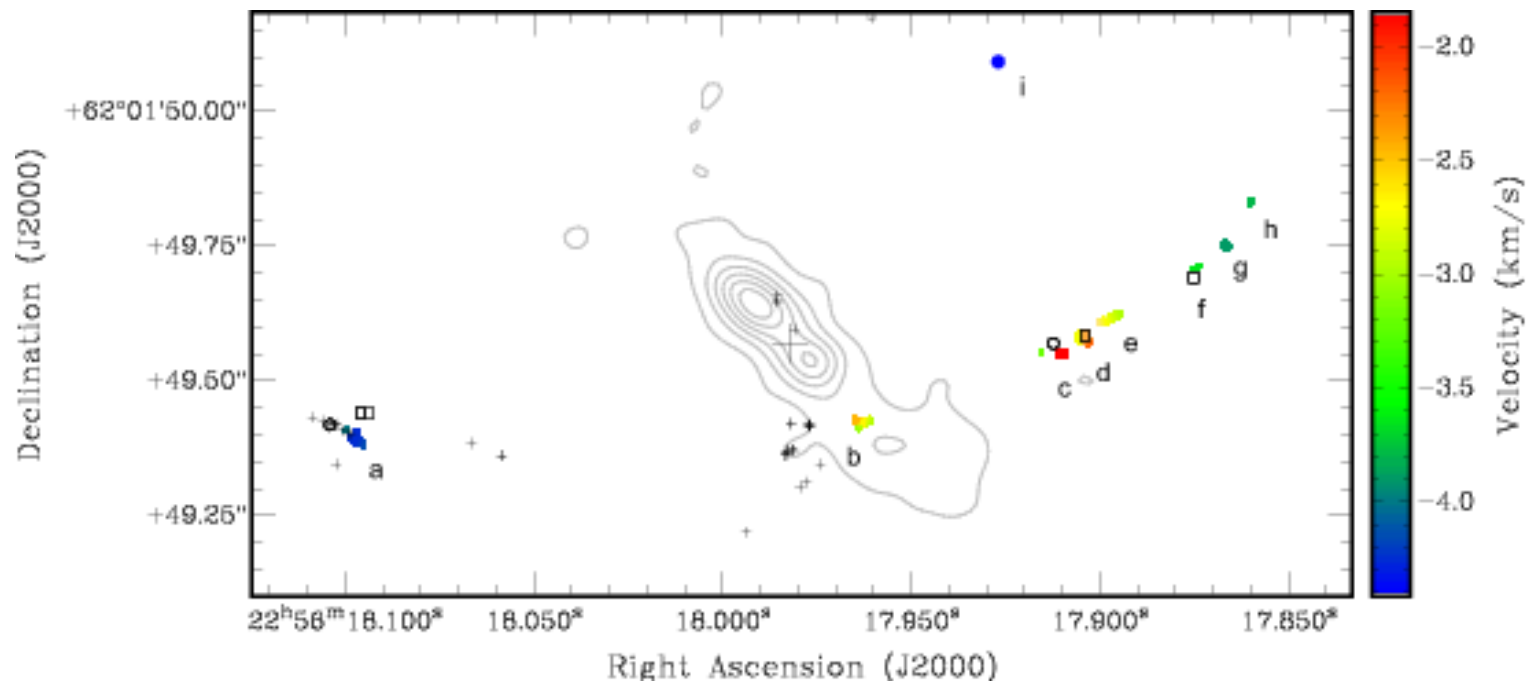 +62°01'50.00"
+49.75"
+49.50"
+49.25"
Declination (J2000)
22ʰ58ᵐ18.100ˢ 18.050ˢ 18.000ˢ 17.950ˢ 17.900ˢ 17.850ˢ
Right Ascension (J2000)
a
b
c
d
e
f
g
h
i
−2.0
−2.5
−3.0
−3.5
−4.0
Velocity (km/s)